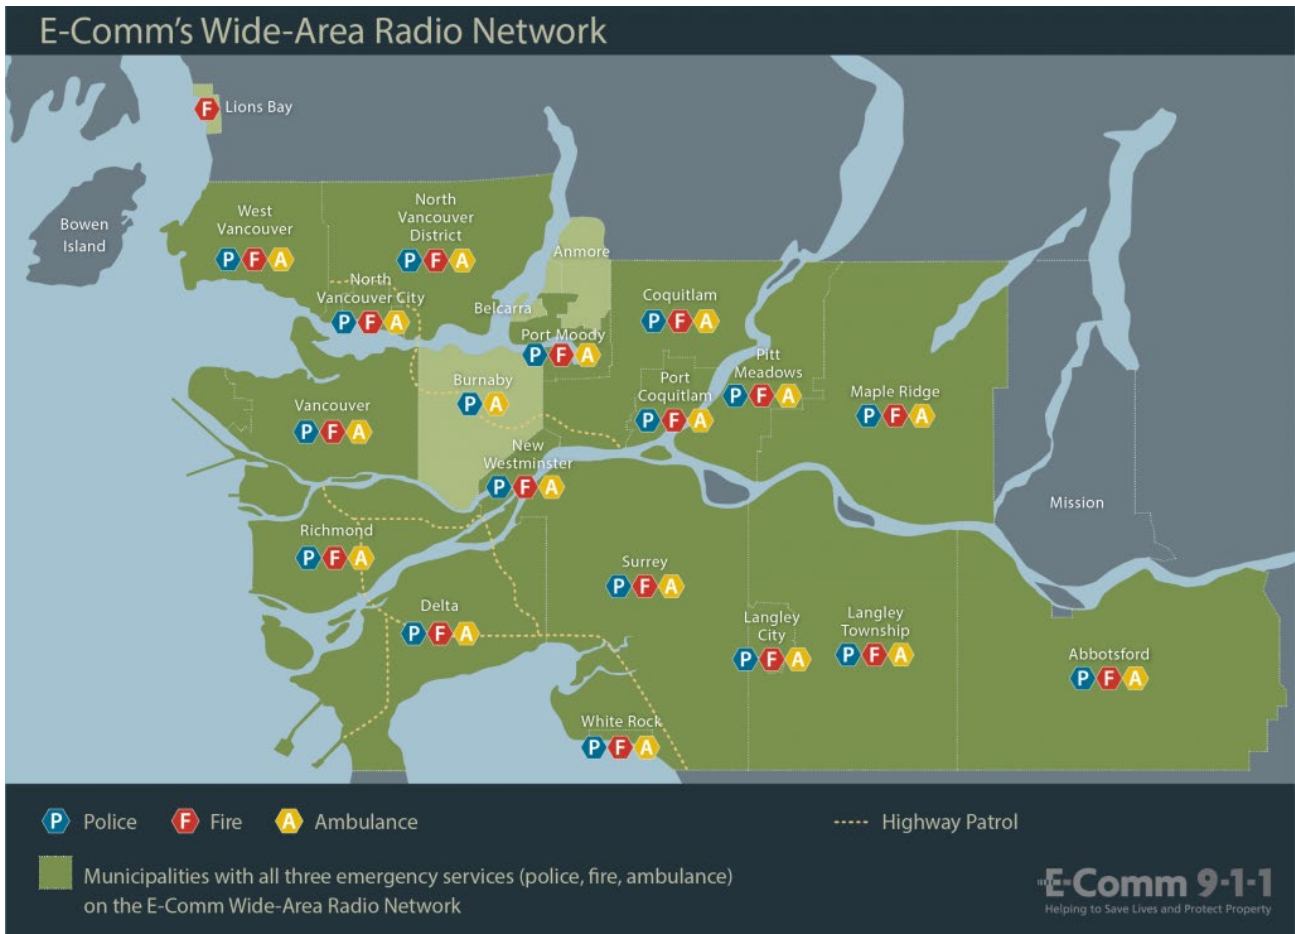 E-Comm's Wide-Area Radio Network
F Lions Bay
Bowen
Island
West
Vancouver
P F A
North
Vancouver
District
P F A
North
Vancouver City
P F A
Anmore
Belcarra
Port Moody
P F A
Coquitlam
P F A
Burnaby
P A
Vancouver
P F A
Port
Coquitlam
P F A
Pitt
Meadows
P F A
Maple Ridge
P F A
New
Westminster
P F A
Mission
Richmond
P F A
Surrey
P F A
Delta
P F A
Langley
City
P F A
Langley
Township
P F A
Abbotsford
P F A
White Rock
P F A
P Police F Fire A Ambulance
Highway Patrol
Municipalities with all three emergency services (police, fire, ambulance)
on the E-Comm Wide-Area Radio Network
E-Comm 9-1-1
Helping to Save Lives and Protect Property